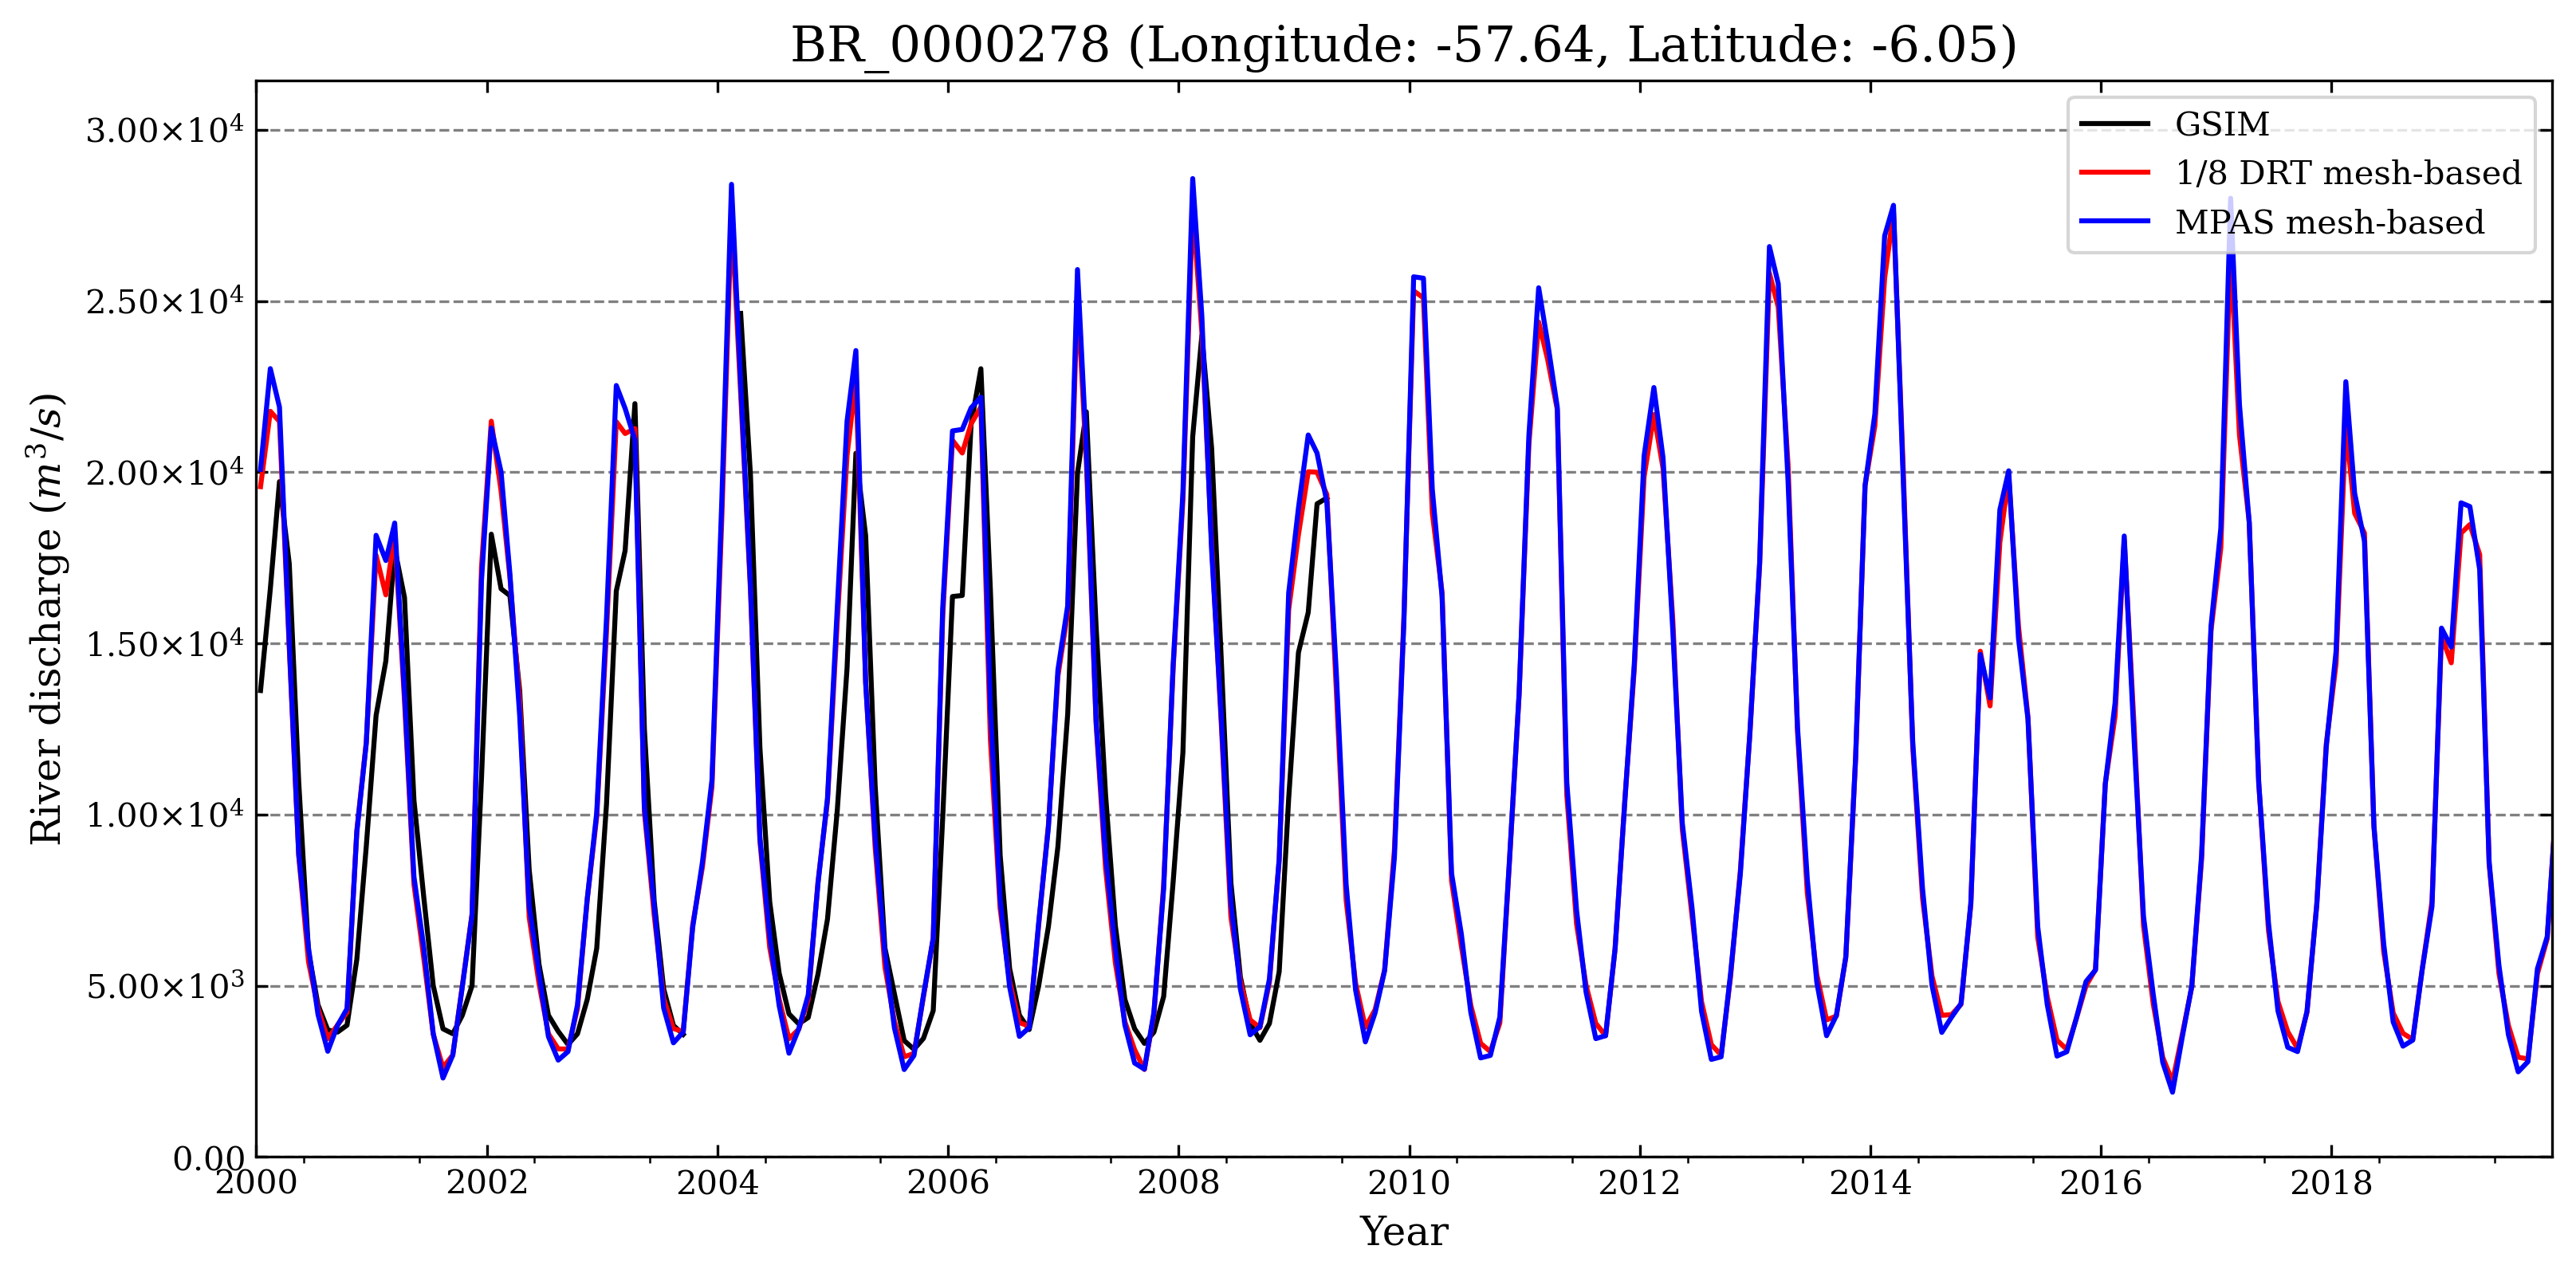 BR_0000278 (Longitude: -57.64, Latitude: -6.05)
GSIM
1/8 DRT mesh-based
MPAS mesh-based
River discharge (m³/s)
3.00×10⁴
2.50×10⁴
2.00×10⁴
1.50×10⁴
1.00×10⁴
5.00×10³
0.00
2000 2002 2004 2006 2008 2010 2012 2014 2016 2018
Year